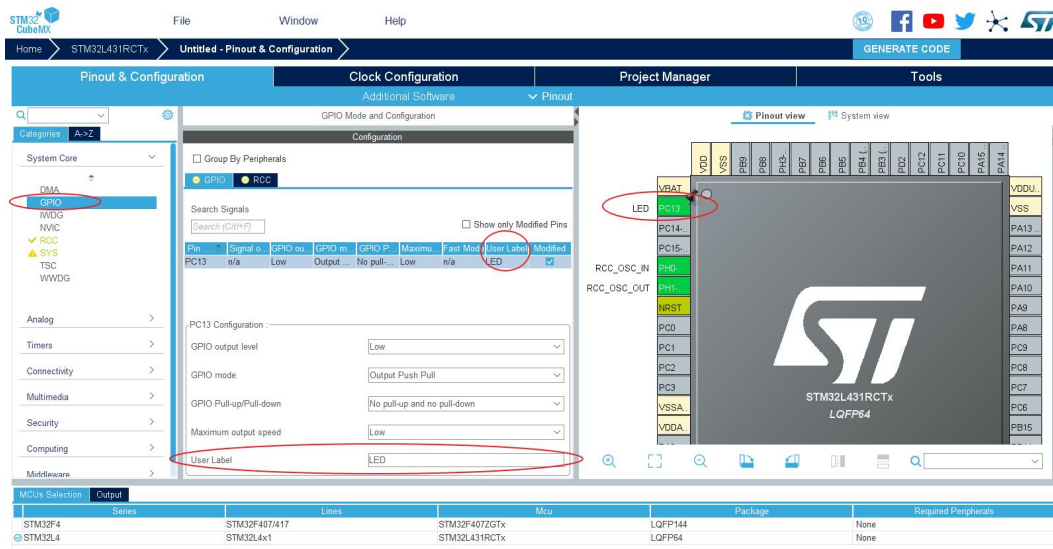 STM32 CubeMX
File Window Help
Home STM32L431RCTx Untitled - Pinout & Configuration GENERATE CODE
Pinout & Configuration Clock Configuration Project Manager Tools
Additional Software Pinout
GPIO Mode and Configuration
Categories A->Z
System Core
DMA
GPIO
IWDG
NVIC
RCC
SYS
TSC
WWDG
Analog
Timers
Connectivity
Multimedia
Security
Computing
Middleware
Configuration
Group By Peripherals
GPIO RCC
Search Signals
Search (Crtl+F) Show only Modified Pins
Pin ... Signal o... GPIO ou... GPIO m... GPIO P... Maximu... Fast Mode User Label Modified
PC13 n/a Low Output ... No pull-... Low n/a LED
PC13 Configuration :
GPIO output level Low
GPIO mode Output Push Pull
GPIO Pull-up/Pull-down No pull-up and no pull-down
Maximum output speed Low
User Label LED
Pinout view System view
VDD
VSS
PB9
PB8
PH3-..
PB7
PB6
PB5
PB4 (..
PB3 (..
PD2
PC12
PC11
PC10
PA15..
PA14..
VBAT
LED PC13
PC14-..
PC15-..
RCC_OSC_IN PH0-..
RCC_OSC_OUT PH1-..
NRST
PC0
PC1
PC2
PC3
VSSA..
VDDA..
VDDU..
VSS
PA13..
PA12
PA11
PA10
PA9
PA8
PC9
PC8
PC7
PC6
PB15
STM32L431RCTx
LQFP64
MCUs Selection Output
Series Lines Mcu Package Required Peripherals
STM32F4 STM32F407/417 STM32F407ZGTx LQFP144 None
STM32L4 STM32L4x1 STM32L431RCTx LQFP64 None